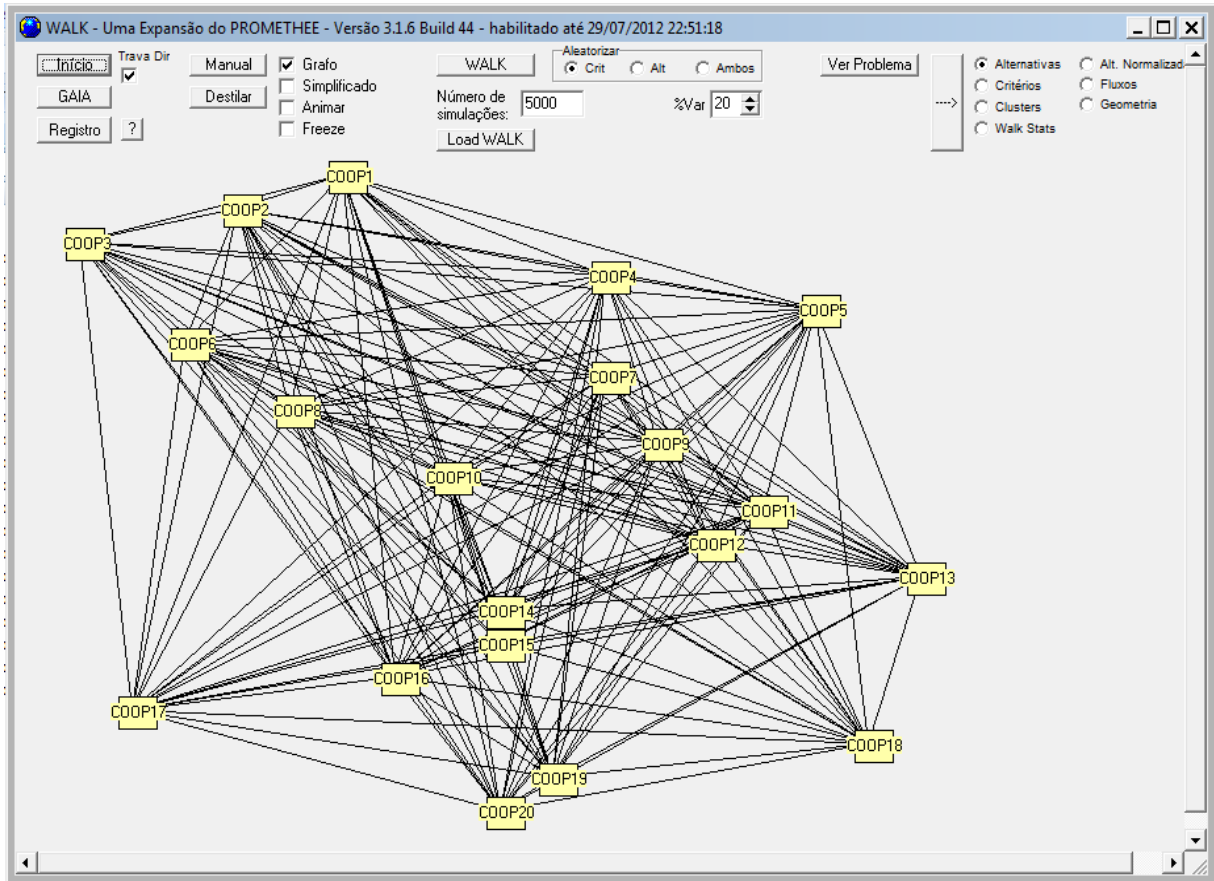 WALK - Uma Expansão do PROMETHEE - Versão 3.1.6 Build 44 - habilitado até 29/07/2012 22:51:18
Início
Trava Dir
GAIA
Registro
?
Manual
Destilar
Grafo
Simplificado
Animar
Freeze
WALK
Número de
simulações:
5000
Load WALK
Aleatorizar
Crit
Alt
Ambos
%Var
20
Ver Problema
---->
Alternativas
Critérios
Clusters
Walk Stats
Alt. Normalizad
Fluxos
Geometria
COOP1
COOP2
COOP3
COOP4
COOP5
COOP6
COOP7
COOP8
COOP9
COOP10
COOP11
COOP12
COOP13
COOP14
COOP15
COOP16
COOP17
COOP18
COOP19
COOP20